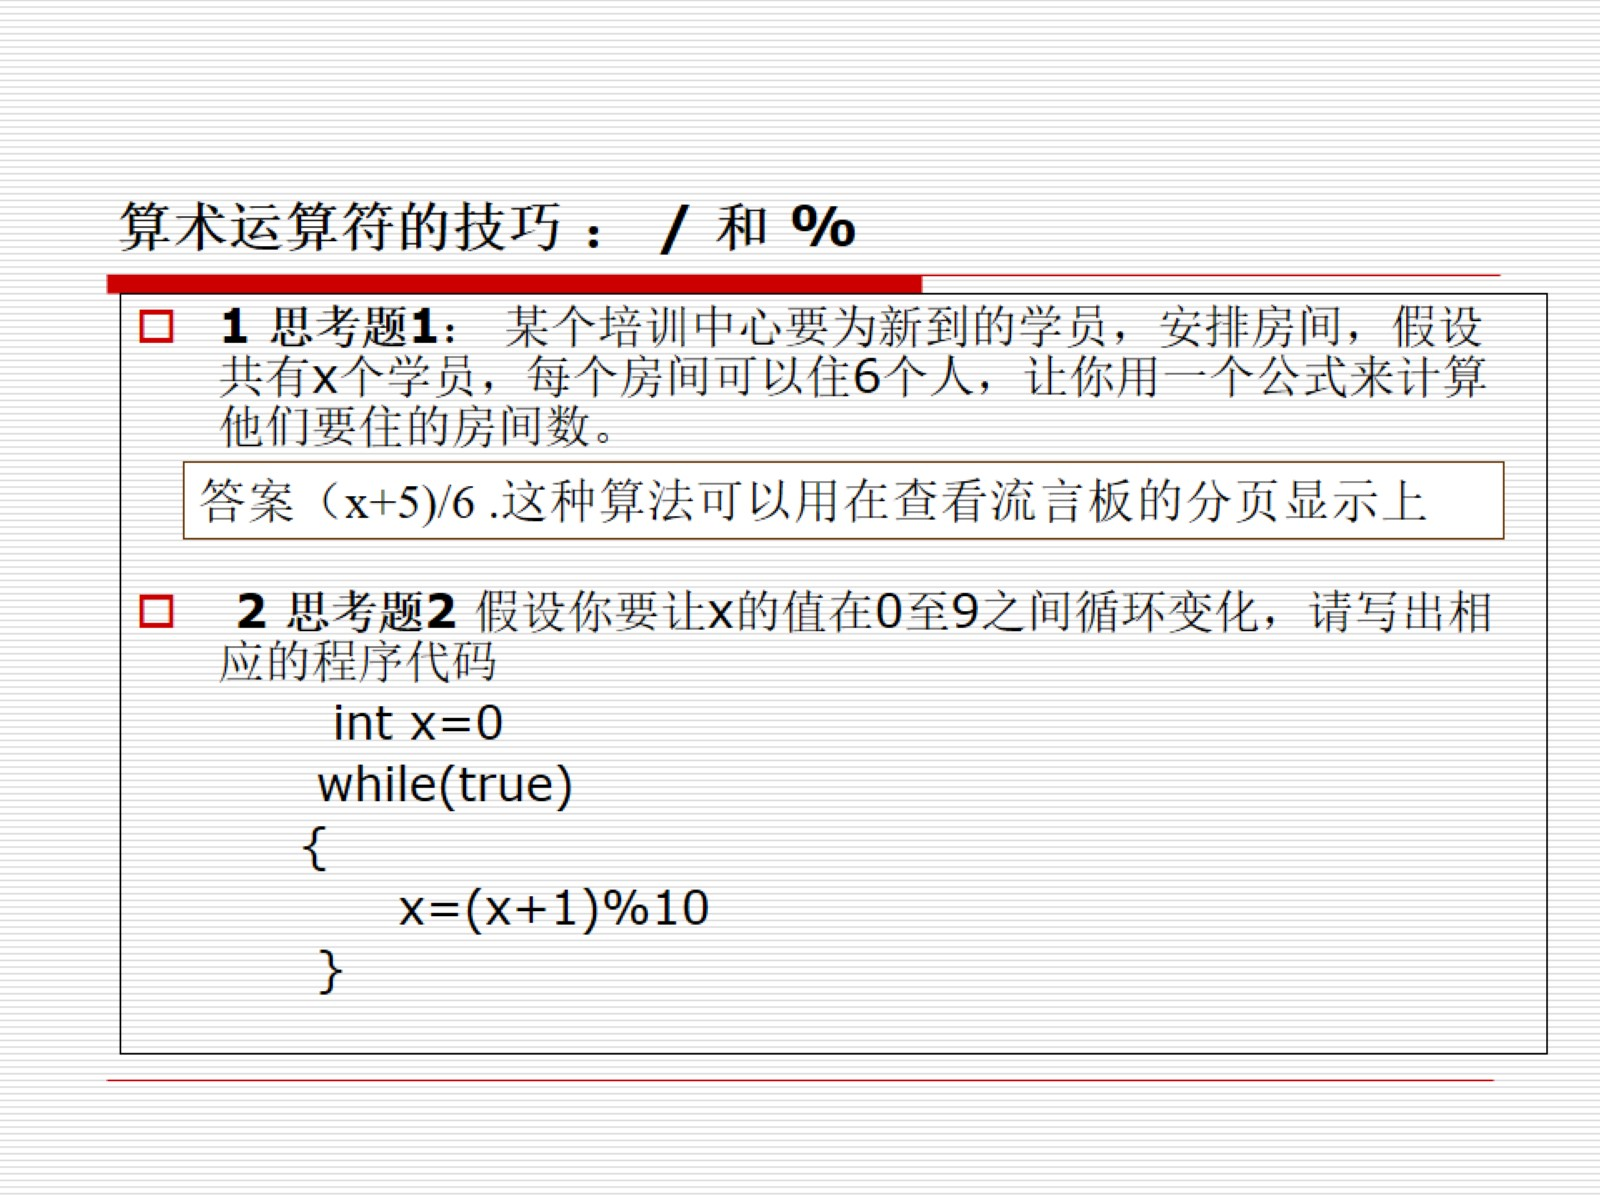 算术运算符的技巧 ： / 和 %
1 思考题1： 某个培训中心要为新到的学员，安排房间，假设
共有x个学员，每个房间可以住6个人，让你用一个公式来计算
他们要住的房间数。
答案（x+5)/6 .这种算法可以用在查看流言板的分页显示上
2 思考题2 假设你要让x的值在0至9之间循环变化，请写出相
应的程序代码
int x=0
while(true)
{
x=(x+1)%10
}